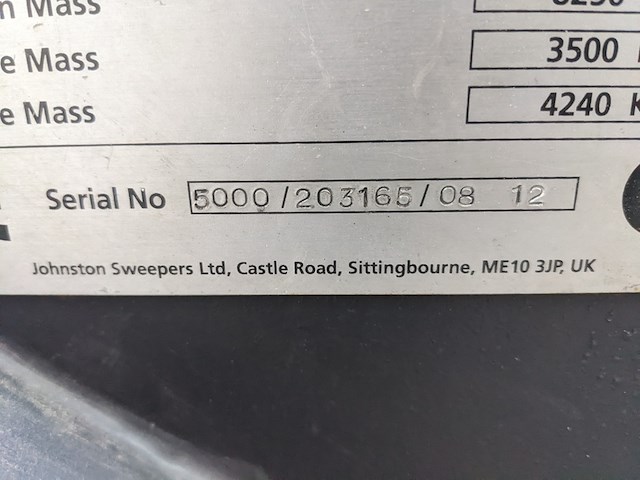 n Mass
e Mass 3500
e Mass 4240 K
Serial No 5000/203165/08 12
Johnston Sweepers Ltd, Castle Road, Sittingbourne, ME10 3JP, UK